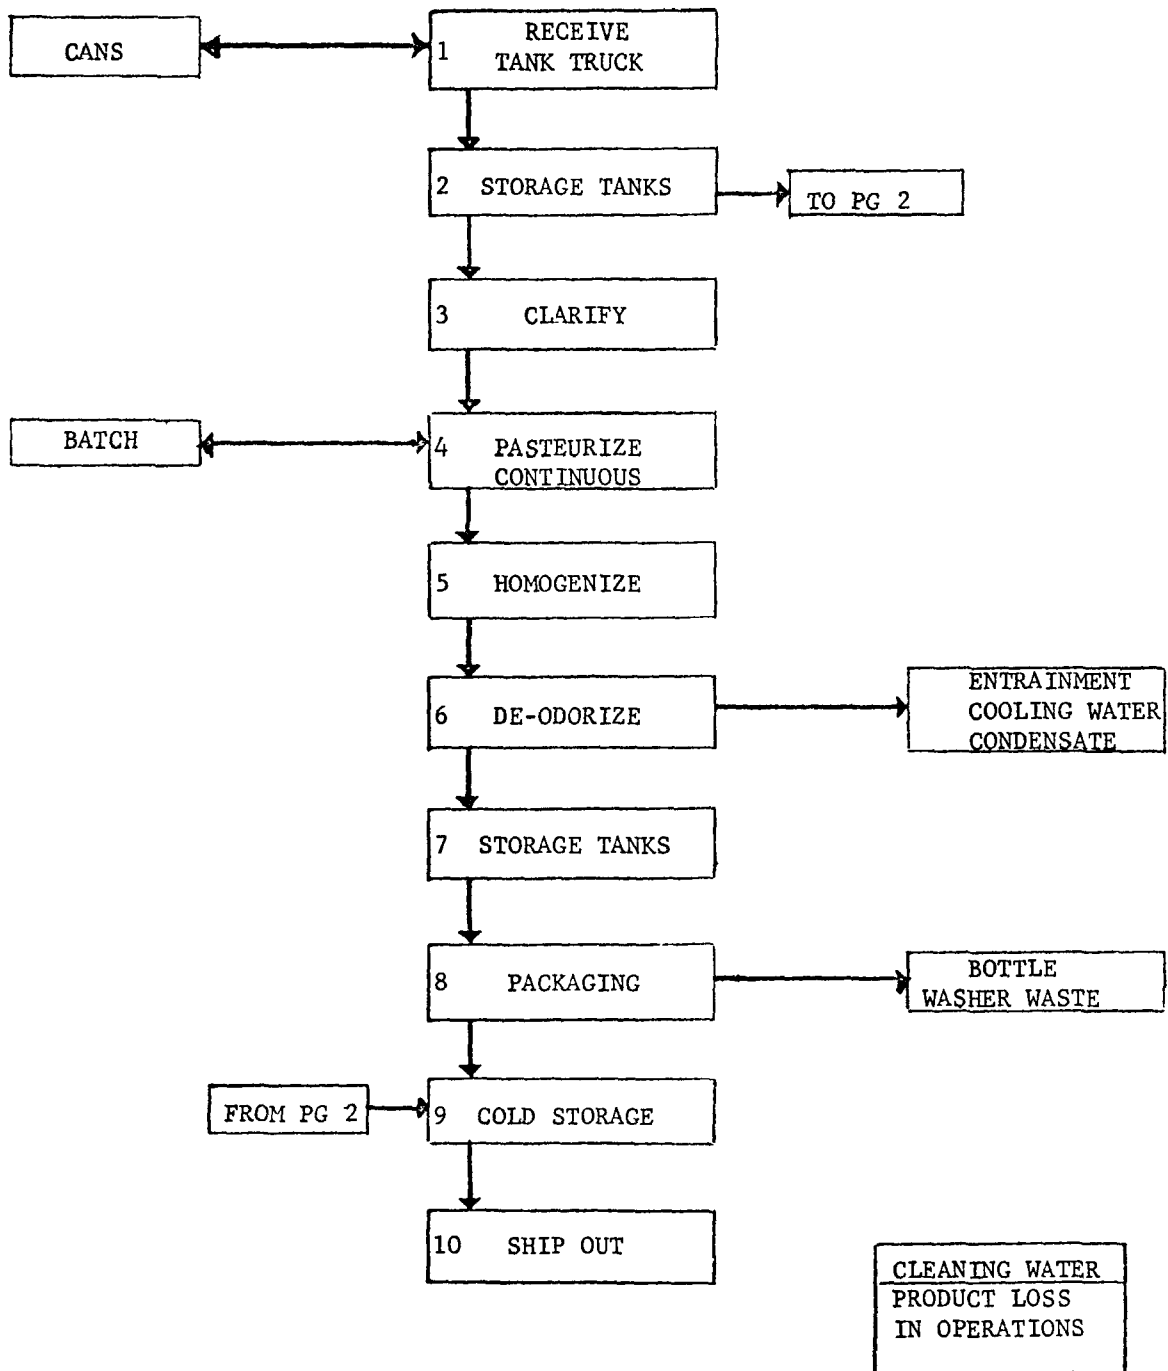 CANS
1 RECEIVE
TANK TRUCK
2 STORAGE TANKS
TO PG 2
3 CLARIFY
BATCH
4 PASTEURIZE
CONTINUOUS
5 HOMOGENIZE
6 DE-ODORIZE
ENTRAINMENT
COOLING WATER
CONDENSATE
7 STORAGE TANKS
8 PACKAGING
BOTTLE
WASHER WASTE
FROM PG 2
9 COLD STORAGE
10 SHIP OUT
CLEANING WATER
PRODUCT LOSS
IN OPERATIONS